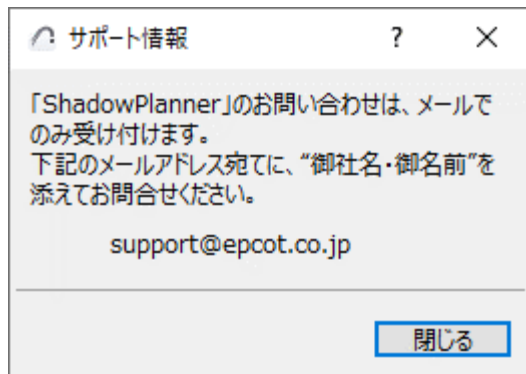 サポート情報
?
×
「ShadowPlanner」のお問い合わせは、メールで
のみ受け付けます。
下記のメールアドレス宛てに、“御社名・御名前”を
添えてお問合せください。
support@epcot.co.jp
閉じる